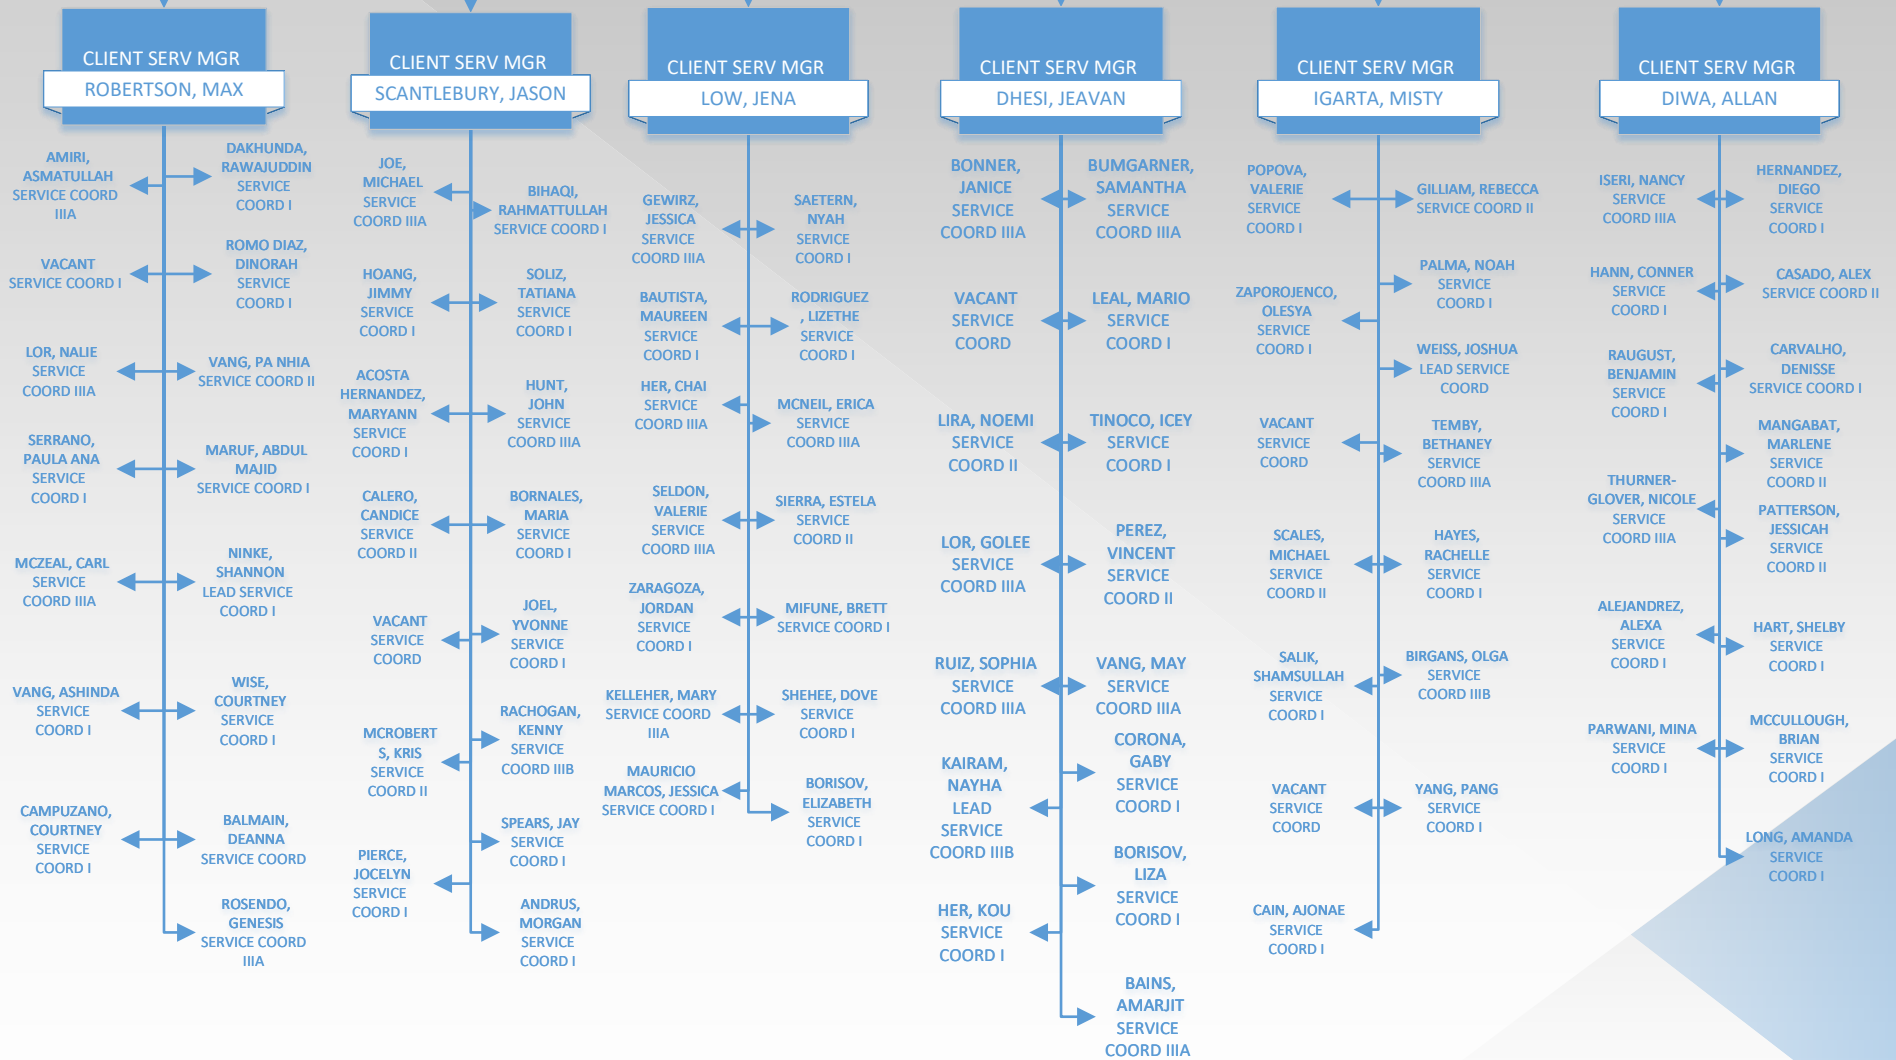 CLIENT SERV MGR
ROBERTSON, MAX
AMIRI,
ASMATULLAH
SERVICE COORD
IIIA
DAKHUNDA,
RAWAJUDDIN
SERVICE
COORD I
VACANT
SERVICE COORD I
ROMO DIAZ,
DINORAH
SERVICE
COORD I
LOR, NALIE
SERVICE
COORD IIIA
VANG, PA NHIA
SERVICE COORD II
SERRANO,
PAULA ANA
SERVICE
COORD I
MARUF, ABDUL
MAJID
SERVICE COORD I
MCZEAL, CARL
SERVICE
COORD IIIA
NINKE,
SHANNON
LEAD SERVICE
COORD I
VANG, ASHINDA
SERVICE
COORD I
WISE,
COURTNEY
SERVICE
COORD I
CAMPUZANO,
COURTNEY
SERVICE
COORD I
BALMAIN,
DEANNA
SERVICE COORD
ROSENDO,
GENESIS
SERVICE COORD
IIIA
CLIENT SERV MGR
SCANTLEBURY, JASON
JOE,
MICHAEL
SERVICE
COORD IIIA
BIHAQI,
RAHMATTULLAH
SERVICE COORD I
HOANG,
JIMMY
SERVICE
COORD I
SOLIZ,
TATIANA
SERVICE
COORD I
ACOSTA
HERNANDEZ,
MARYANN
SERVICE
COORD I
HUNT,
JOHN
SERVICE
COORD IIIA
CALERO,
CANDICE
SERVICE
COORD II
BORNALES,
MARIA
SERVICE
COORD I
VACANT
SERVICE
COORD
JOEL,
YVONNE
SERVICE
COORD I
MCROBERT
S, KRIS
SERVICE
COORD II
RACHOGAN,
KENNY
SERVICE
COORD IIIB
SPEARS, JAY
SERVICE
COORD I
PIERCE,
JOCELYN
SERVICE
COORD I
ANDRUS,
MORGAN
SERVICE
COORD I
CLIENT SERV MGR
LOW, JENA
GEWIRZ,
JESSICA
SERVICE
COORD IIIA
SAETERN,
NYAH
SERVICE
COORD I
BAUTISTA,
MAUREEN
SERVICE
COORD I
RODRIGUEZ
, LIZETHE
SERVICE
COORD I
HER, CHAI
SERVICE
COORD IIIA
MCNEIL, ERICA
SERVICE
COORD IIIA
SELDON,
VALERIE
SERVICE
COORD IIIA
SIERRA, ESTELA
SERVICE
COORD II
ZARAGOZA,
JORDAN
SERVICE
COORD I
MIFUNE, BRETT
SERVICE COORD I
KELLEHER, MARY
SERVICE COORD
IIIA
SHEHEE, DOVE
SERVICE
COORD I
MAURICIO
MARCOS, JESSICA
SERVICE COORD I
BORISOV,
ELIZABETH
SERVICE
COORD I
CLIENT SERV MGR
DHESI, JEAVAN
BONNER,
JANICE
SERVICE
COORD IIIA
BUMGARNER,
SAMANTHA
SERVICE
COORD IIIA
VACANT
SERVICE
COORD
LEAL, MARIO
SERVICE
COORD I
LIRA, NOEMI
SERVICE
COORD II
TINOCO, ICEY
SERVICE
COORD I
LOR, GOLEE
SERVICE
COORD IIIA
PEREZ,
VINCENT
SERVICE
COORD II
RUIZ, SOPHIA
SERVICE
COORD IIIA
VANG, MAY
SERVICE
COORD IIIA
KAIRAM,
NAYHA
LEAD
SERVICE
COORD IIIB
CORONA,
GABY
SERVICE
COORD I
BORISOV,
LIZA
SERVICE
COORD I
HER, KOU
SERVICE
COORD I
BAINS,
AMARJIT
SERVICE
COORD IIIA
CLIENT SERV MGR
IGARTA, MISTY
POPOVA,
VALERIE
SERVICE
COORD I
GILLIAM, REBECCA
SERVICE COORD II
ZAPOROJENCO,
OLESYA
SERVICE
COORD I
PALMA, NOAH
SERVICE
COORD I
WEISS, JOSHUA
LEAD SERVICE
COORD
VACANT
SERVICE
COORD
TEMBY,
BETHANEY
SERVICE
COORD IIIA
SCALES,
MICHAEL
SERVICE
COORD II
HAYES,
RACHELLE
SERVICE
COORD I
SALIK,
SHAMSULLAH
SERVICE
COORD I
BIRGANS, OLGA
SERVICE
COORD IIIB
VACANT
SERVICE
COORD
YANG, PANG
SERVICE
COORD I
CAIN, AJONAE
SERVICE
COORD I
CLIENT SERV MGR
DIWA, ALLAN
ISERI, NANCY
SERVICE
COORD IIIA
HERNANDEZ,
DIEGO
SERVICE
COORD I
HANN, CONNER
SERVICE
COORD I
CASADO, ALEX
SERVICE COORD II
RAUGUST,
BENJAMIN
SERVICE
COORD I
CARVALHO,
DENISSE
SERVICE COORD I
MANGABAT,
MARLENE
SERVICE
COORD II
THURNER-
GLOVER, NICOLE
SERVICE
COORD IIIA
PATTERSON,
JESSICAH
SERVICE
COORD II
ALEJANDREZ,
ALEXA
SERVICE
COORD I
HART, SHELBY
SERVICE
COORD I
PARWANI, MINA
SERVICE
COORD I
MCCULLOUGH,
BRIAN
SERVICE
COORD I
LONG, AMANDA
SERVICE
COORD I